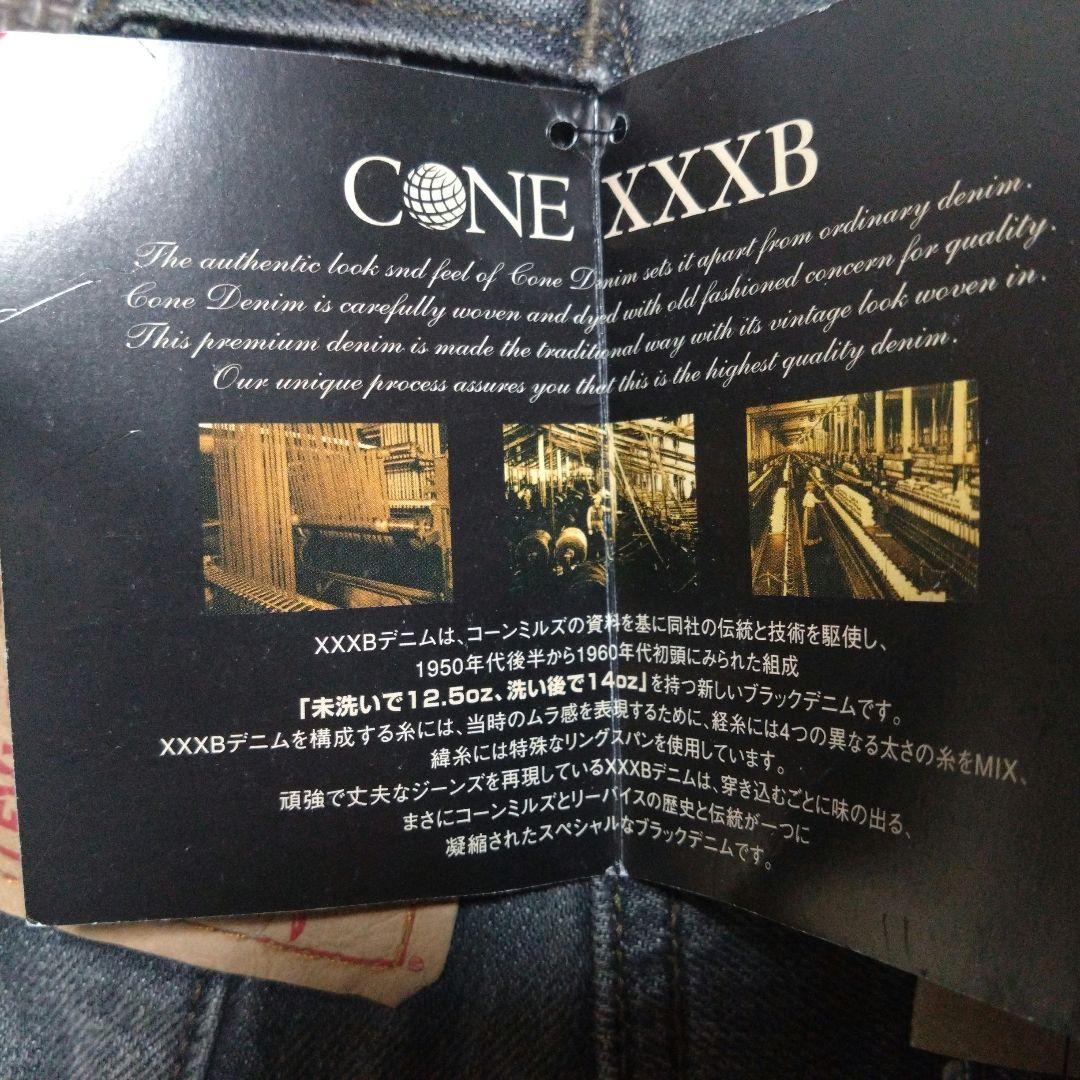 CONE XXXB
The authentic look snd feel of Cone Denim sets it apart from ordinary denim.
Cone Denim is carefully woven and dyed with old fashioned concern for quality.
This premium denim is made the traditional way with its vintage look woven in.
Our unique process assures you that this is the highest quality denim.
XXXBデニムは、コーンミルズの資料を基に同社の伝統と技術を駆使し、
1950年代後半から1960年代初頭にみられた組成
「未洗いで12.5oz、洗い後で14oz」を持つ新しいブラックデニムです。
XXXBデニムを構成する糸には、当時のムラ感を表現するために、経糸には4つの異なる太さの糸をMIX、
緯糸には特殊なリングスパンを使用しています。
頑強で丈夫なジーンズを再現しているXXXBデニムは、穿き込むごとに味の出る、
まさにコーンミルズとリーバイスの歴史と伝統が一つに
凝縮されたスペシャルなブラックデニムです。